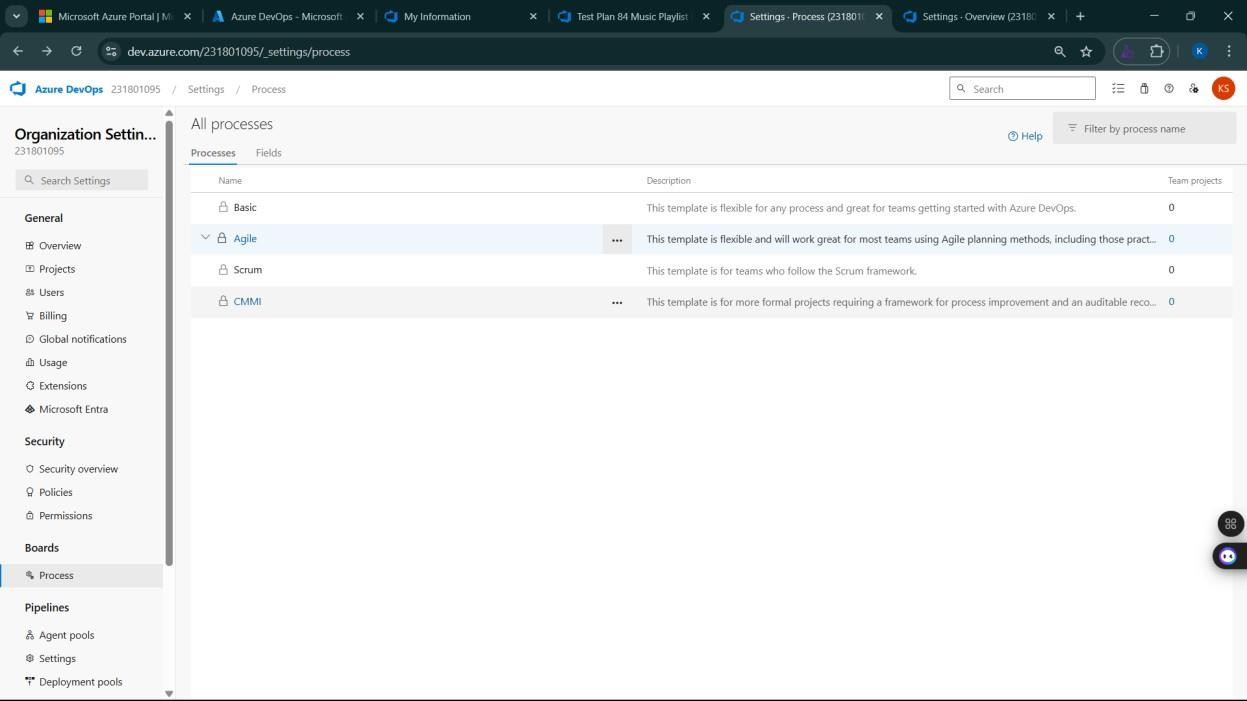 Microsoft Azure Portal | Mi
Azure DevOps - Microsoft
My Information
Test Plan 84 Music Playlist
Settings · Process (231801
Settings · Overview (23180
dev.azure.com/231801095/_settings/process
K
Azure DevOps 231801095 / Settings / Process
Search
KS
Organization Settin...
231801095
Search Settings
General
Overview
Projects
Users
Billing
Global notifications
Usage
Extensions
Microsoft Entra
Security
Security overview
Policies
Permissions
Boards
Process
Pipelines
Agent pools
Settings
Deployment pools
All processes
Help
Filter by process name
Processes Fields
Name Description Team projects
Basic This template is flexible for any process and great for teams getting started with Azure DevOps. 0
Agile ... This template is flexible and will work great for most teams using Agile planning methods, including those pract... 0
Scrum This template is for teams who follow the Scrum framework. 0
CMMI ... This template is for more formal projects requiring a framework for process improvement and an auditable reco... 0